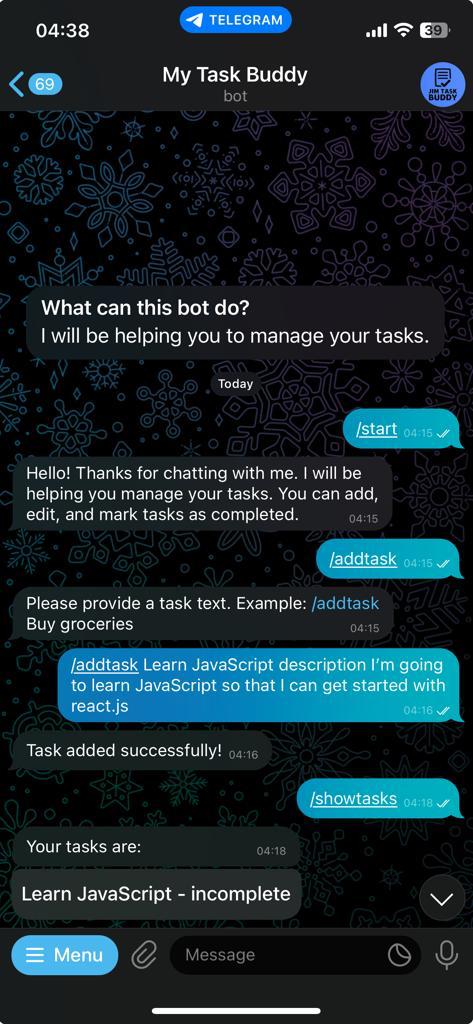 04:38
TELEGRAM
39
69
My Task Buddy
bot
JIM TASK
BUDDY
What can this bot do?
I will be helping you to manage your tasks.
Today
/start 04:15
Hello! Thanks for chatting with me. I will be
helping you manage your tasks. You can add,
edit, and mark tasks as completed. 04:15
/addtask 04:15
Please provide a task text. Example: /addtask
Buy groceries 04:15
/addtask Learn JavaScript description I’m going
to learn JavaScript so that I can get started with
react.js 04:16
Task added successfully! 04:16
/showtasks 04:18
Your tasks are: 04:18
Learn JavaScript - incomplete
Menu
Message